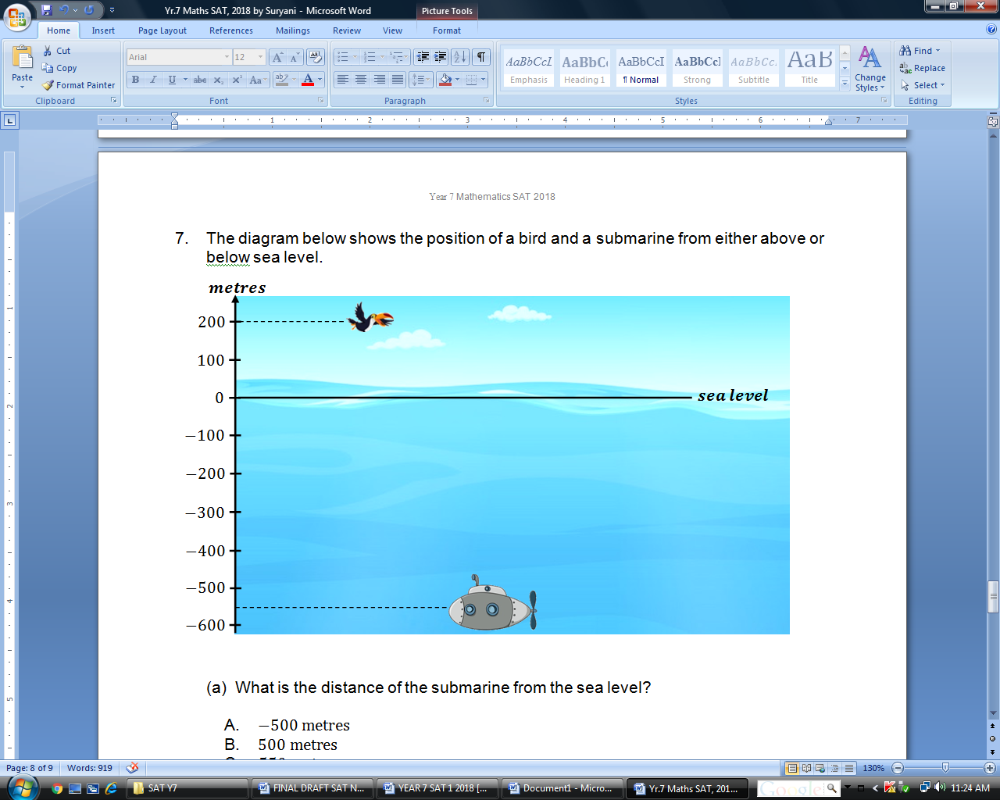 Yr.7 Maths SAT, 2018 by Suryani - Microsoft Word
Picture Tools
Home Insert Page Layout References Mailings Review View Format
Paste
Cut
Copy
Format Painter
Clipboard
Arial 12
Font
Paragraph
AaBbCcI AaBbCc AaBbCcI AaBbCcI AaBbCc. AaB
Emphasis Heading 1 ¶ Normal Strong Subtitle Title
Change Styles
Styles
Find
Replace
Select
Editing
1 2 3 4 5 6 7
Year 7 Mathematics SAT 2018
7. The diagram below shows the position of a bird and a submarine from either above or
below sea level.
metres
200
100
0
sea level
−100
−200
−300
−400
−500
−600
(a) What is the distance of the submarine from the sea level?
A. −500 metres
B. 500 metres
1
2
3
4
5
Page: 8 of 9 Words: 919 130%
SAT Y7
FINAL DRAFT SAT N...
YEAR 7 SAT 1 2018 [...
Document1 - Micro...
Yr.7 Maths SAT, 201...
Google
11:24 AM